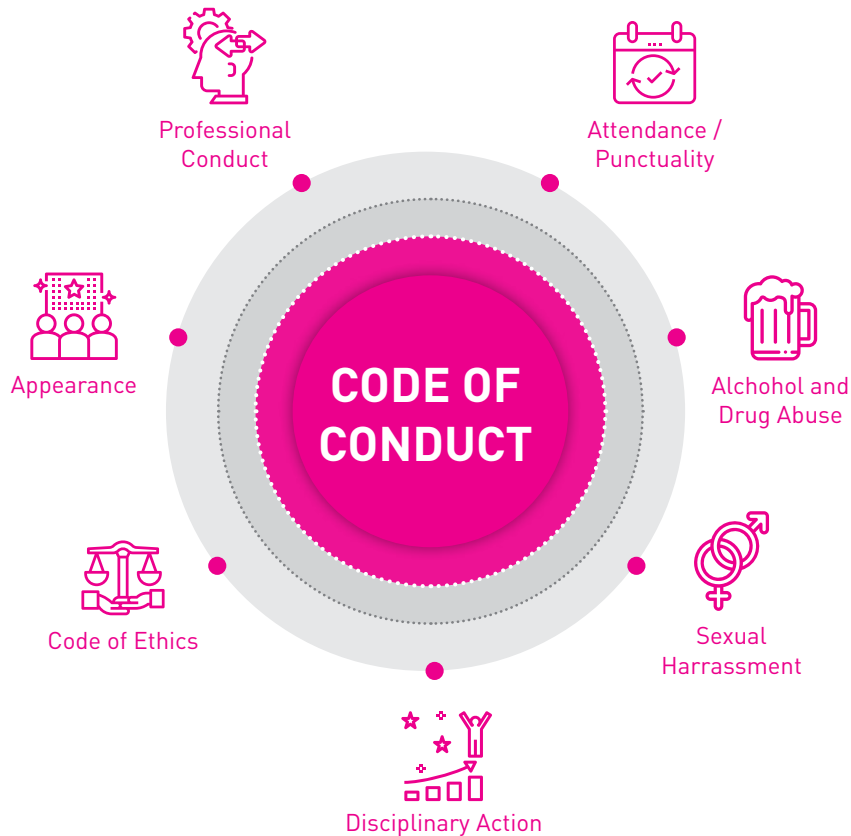 Professional
Conduct
Attendance /
Punctuality
Appearance
CODE OF
CONDUCT
Alchohol and
Drug Abuse
Code of Ethics
Sexual
Harrassment
Disciplinary Action